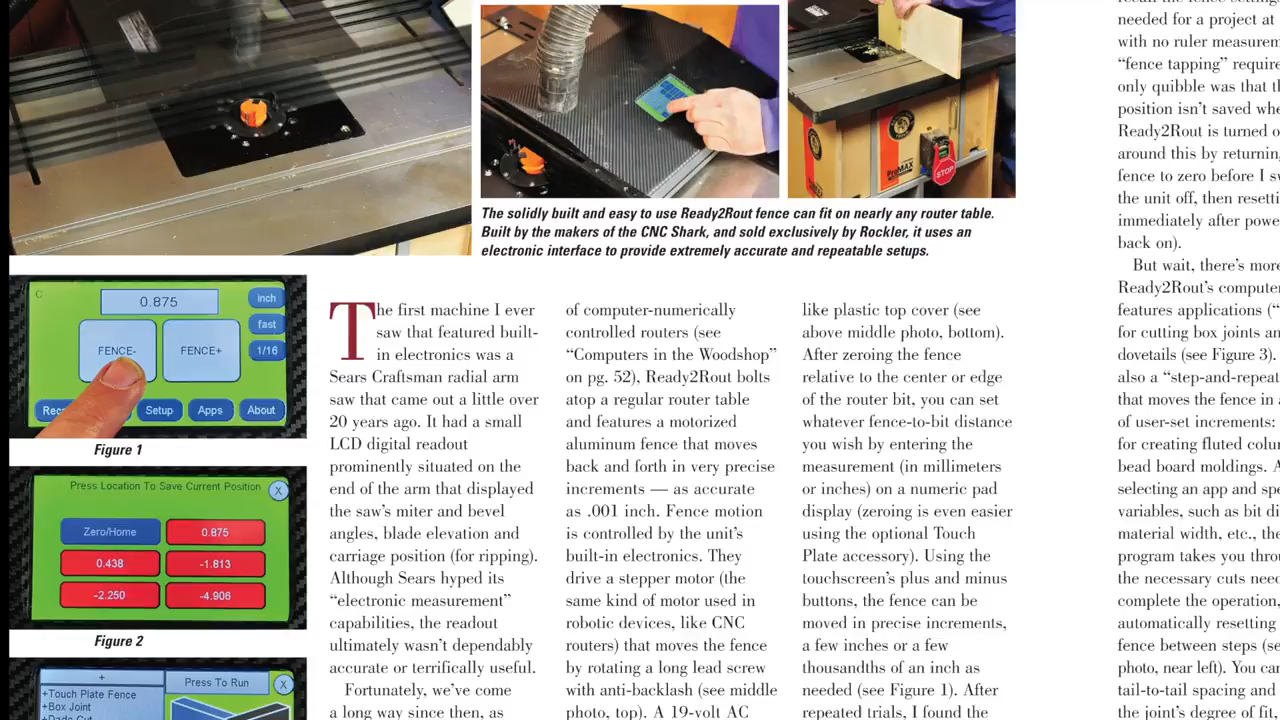 STOP
ProMAX
The solidly built and easy to use Ready2Rout fence can fit on nearly any router table.
Built by the makers of the CNC Shark, and sold exclusively by Rockler, it uses an
electronic interface to provide extremely accurate and repeatable setups.
C
0.875
inch
fast
1/16
FENCE-
FENCE+
Setup
Apps
About
Figure 1
Press Location To Save Current Position
X
Zero/Home
0.875
0.438
-1.813
-2.250
-4.906
Figure 2
+
+Touch Plate Fence
+Box Joint
Press To Run
X
The first machine I ever
saw that featured built-
in electronics was a
Sears Craftsman radial arm
saw that came out a little over
20 years ago. It had a small
LCD digital readout
prominently situated on the
end of the arm that displayed
the saw's miter and bevel
angles, blade elevation and
carriage position (for ripping).
Although Sears hyped its
"electronic measurement"
capabilities, the readout
ultimately wasn't dependably
accurate or terrifically useful.
Fortunately, we've come
a long way since then, as
of computer-numerically
controlled routers (see
"Computers in the Woodshop"
on pg. 52), Ready2Rout bolts
atop a regular router table
and features a motorized
aluminum fence that moves
back and forth in very precise
increments — as accurate
as .001 inch. Fence motion
is controlled by the unit's
built-in electronics. They
drive a stepper motor (the
same kind of motor used in
robotic devices, like CNC
routers) that moves the fence
by rotating a long lead screw
with anti-backlash (see middle
photo, top). A 19-volt AC
like plastic top cover (see
above middle photo, bottom).
After zeroing the fence
relative to the center or edge
of the router bit, you can set
whatever fence-to-bit distance
you wish by entering the
measurement (in millimeters
or inches) on a numeric pad
display (zeroing is even easier
using the optional Touch
Plate accessory). Using the
touchscreen's plus and minus
buttons, the fence can be
moved in precise increments,
a few inches or a few
thousandths of an inch as
needed (see Figure 1). After
repeated trials, I found the
needed for a project at
with no ruler
"fence tapping"
only quibble was that
position isn't saved
Ready2Rout is turned
around this by returning
fence to zero before I
the unit off, then
immediately after
back on).
But wait, there's more
Ready2Rout's
features applications ("
for cutting box joints
dovetails (see Figure 3).
also a
that moves the fence in
of user-set increments:
for creating fluted
bead board moldings.
selecting an app and
variables, such as bit
material width, etc., the
program takes you
the necessary cuts
complete the operation,
automatically resetting
fence between steps
photo, near left). You
tail-to-tail spacing and
the joint's degree of fit